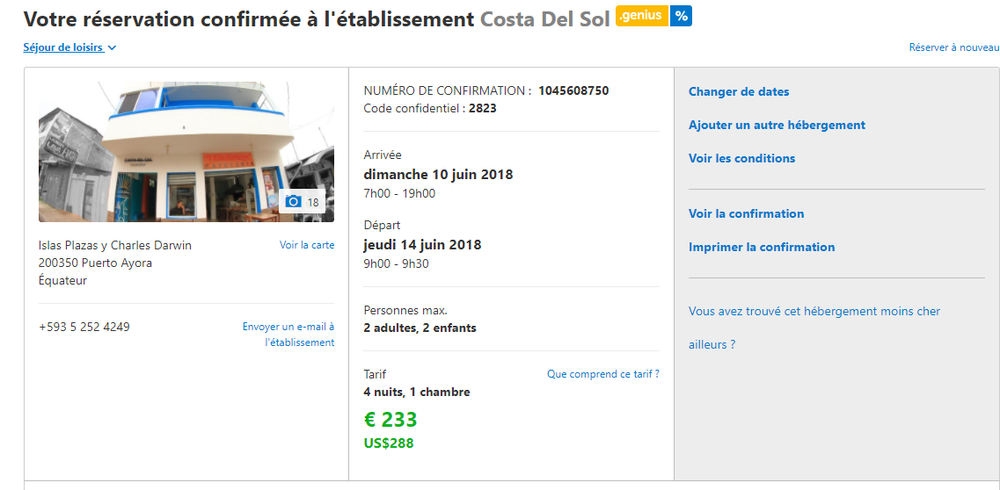 Votre réservation confirmée à l'établissement Costa Del Sol .genius %
Séjour de loisirs
Réserver à nouveau
18
Islas Plazas y Charles Darwin
Voir la carte
200350 Puerto Ayora
Équateur
+593 5 252 4249
Envoyer un e-mail à
l'établissement
NUMÉRO DE CONFIRMATION : 1045608750
Code confidentiel : 2823
Arrivée
dimanche 10 juin 2018
7h00 - 19h00
Départ
jeudi 14 juin 2018
9h00 - 9h30
Personnes max.
2 adultes, 2 enfants
Tarif
Que comprend ce tarif ?
4 nuits, 1 chambre
€ 233
US$288
Changer de dates
Ajouter un autre hébergement
Voir les conditions
Voir la confirmation
Imprimer la confirmation
Vous avez trouvé cet hébergement moins cher
ailleurs ?